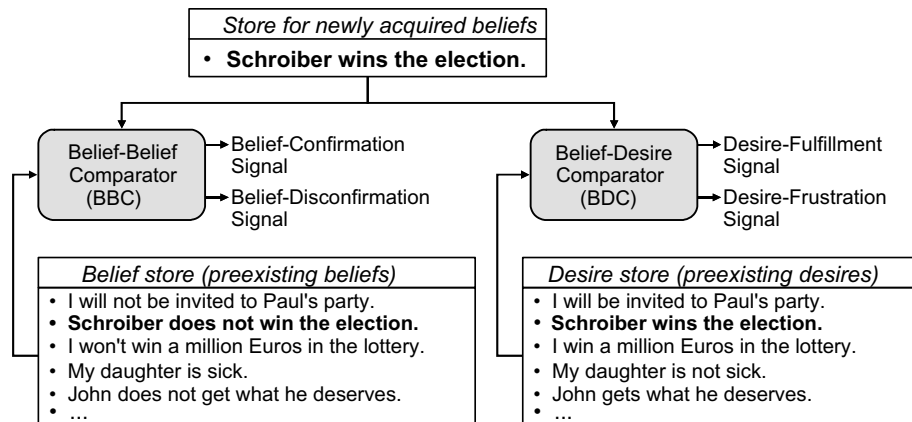 Store for newly acquired beliefs
• Schroiber wins the election.
Belief-Belief
Comparator
(BBC)
Belief-Confirmation
Signal
Belief-Disconfirmation
Signal
Belief-Desire
Comparator
(BDC)
Desire-Fulfillment
Signal
Desire-Frustration
Signal
Belief store (preexisting beliefs)
• I will not be invited to Paul's party.
• Schroiber does not win the election.
• I won't win a million Euros in the lottery.
• My daughter is sick.
• John does not get what he deserves.
• ...
Desire store (preexisting desires)
• I will be invited to Paul's party.
• Schroiber wins the election.
• I win a million Euros in the lottery.
• My daughter is not sick.
• John gets what he deserves.
• ...